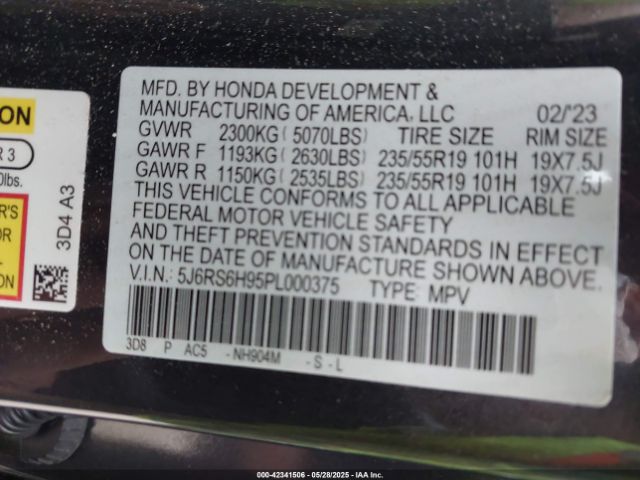 ON
R 3
0lbs.
R'S
OR
L.
ON).
3D4 A3
MFD. BY HONDA DEVELOPMENT &
MANUFACTURING OF AMERICA, LLC 02/'23
GVWR 2300KG ( 5070LBS) TIRE SIZE RIM SIZE
GAWR F 1193KG ( 2630LBS) 235/55R19 101H 19X7.5J
GAWR R 1150KG ( 2535LBS) 235/55R19 101H 19X7.5J
THIS VEHICLE CONFORMS TO ALL APPLICABLE
FEDERAL MOTOR VEHICLE SAFETY
AND THEFT PREVENTION STANDARDS IN EFFECT
ON THE DATE OF MANUFACTURE SHOWN ABOVE.
V.I.N.: 5J6RS6H95PL000375 TYPE: MPV
3D8 P AC5 - NH904M - S - L
000-42341506 — 05/28/2025 — IAA Inc.